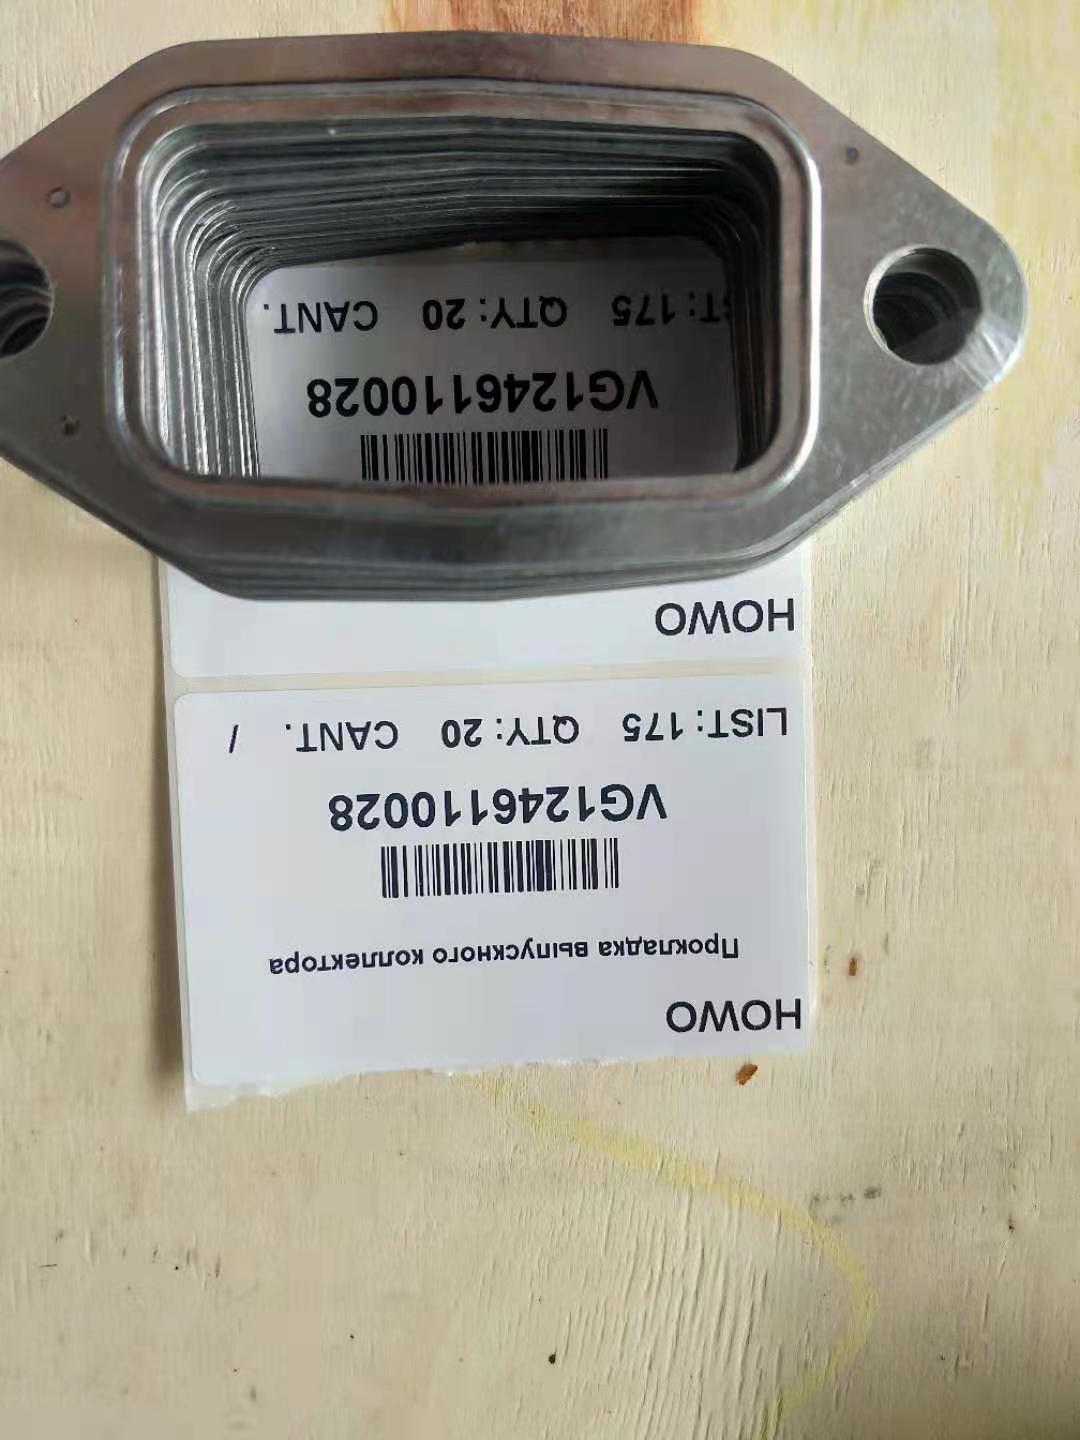 HOWO
Прокладка выпускного коллектора
VG1246110028
LIST: 175 QTY: 20 CANT. /
HOWO
VG1246110028
ST: 175 QTY: 20 CANT.